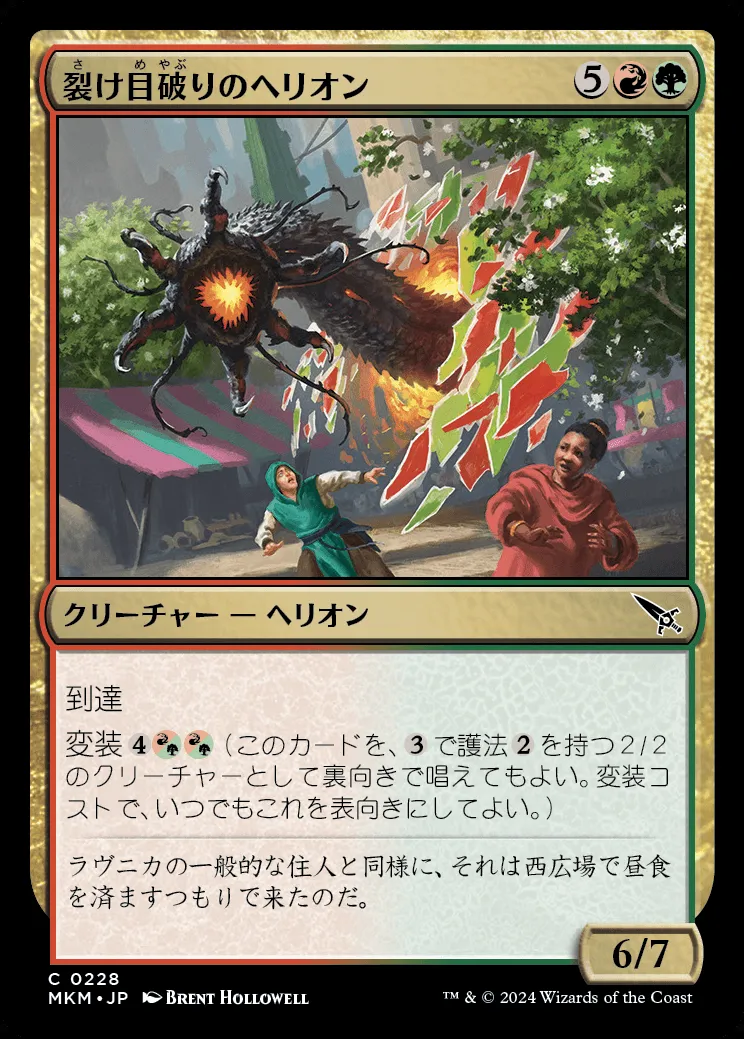 さ め やぶ
裂け目破りのヘリオン 5
クリーチャー — ヘリオン
到達
変装 4（このカードを、3で護法2を持つ2/2
のクリーチャーとして裏向きで唱えてもよい。変装コ
ストで、いつでもこれを表向きにしてよい。）
ラヴニカの一般的な住人と同様に、それは西広場で昼食
を済ますつもりで来たのだ。
6/7
C 0228
MKM • JP Brent Hollowell
™ & © 2024 Wizards of the Coast